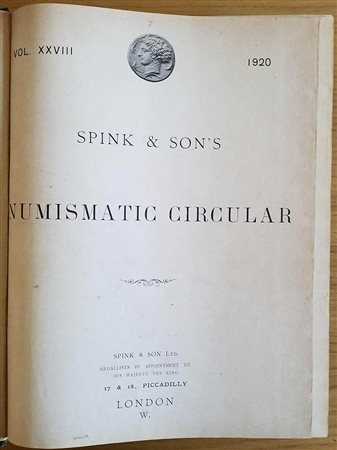 VOL. XXVIII
1920
SPINK & SON'S
NUMISMATIC CIRCULAR
SPINK & SON LTD.
MEDALLISTS BY APPOINTMENT TO
HIS MAJESTY THE KING
17 & 18, PICCADILLY
LONDON
W.